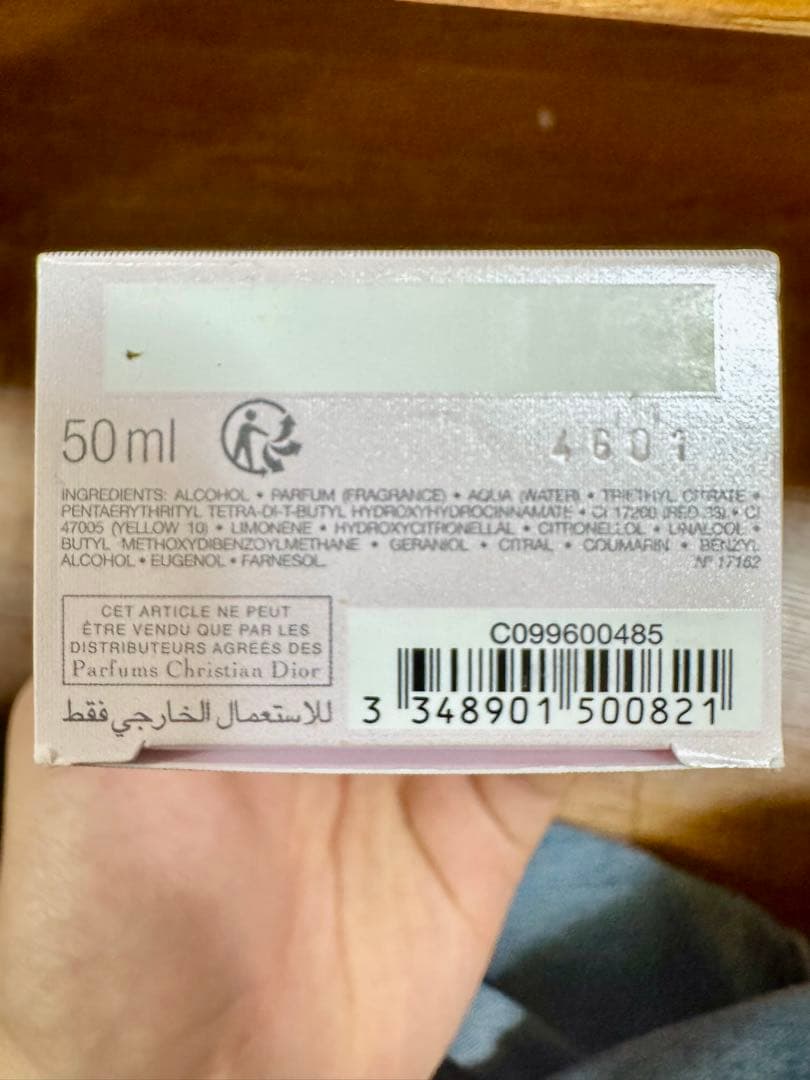 50 ml
4601
INGREDIENTS: ALCOHOL • PARFUM (FRAGRANCE) • AQUA (WATER) • TRIETHYL CITRATE •
PENTAERYTHRITYL TETRA-DI-T-BUTYL HYDROXYHYDROCINNAMATE • CI 17200 (RED 33) • CI
47005 (YELLOW 10) • LIMONENE • HYDROXYCITRONELLAL • CITRONELLOL • LINALOOL •
BUTYL METHOXYDIBENZOYLMETHANE • GERANIOL • CITRAL • COUMARIN • BENZYL
ALCOHOL • EUGENOL • FARNESOL. N° 17162
CET ARTICLE NE PEUT
ÊTRE VENDU QUE PAR LES
DISTRIBUTEURS AGRÉÉS DES
Parfums Christian Dior
للاستعمال الخارجي فقط
C099600485
3 348901 500821